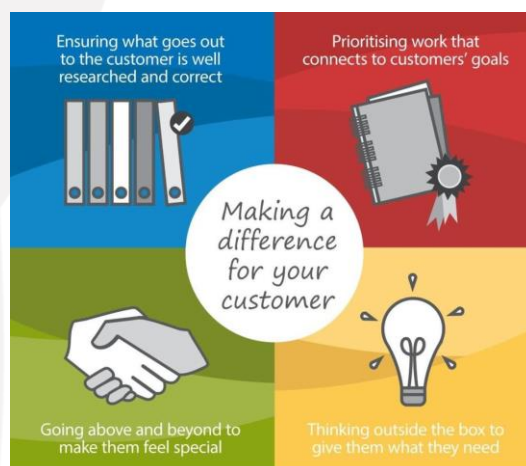 Ensuring what goes out
to the customer is well
researched and correct
Prioritising work that
connects to customers' goals
Making a
difference
for your
customer
Going above and beyond to
make them feel special
Thinking outside the box to
give them what they need